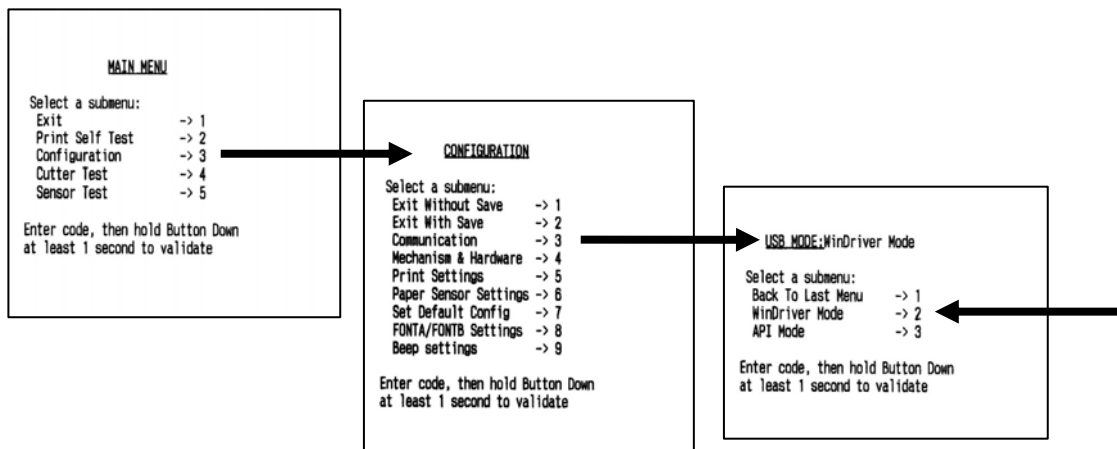 MAIN MENU
Select a submenu:
Exit -> 1
Print Self Test -> 2
Configuration -> 3
Cutter Test -> 4
Sensor Test -> 5
Enter code, then hold Button Down
at least 1 second to validate
CONFIGURATION
Select a submenu:
Exit Without Save -> 1
Exit With Save -> 2
Communication -> 3
Mechanism & Hardware -> 4
Print Settings -> 5
Paper Sensor Settings -> 6
Set Default Config -> 7
FONTA/FONTB Settings -> 8
Beep settings -> 9
Enter code, then hold Button Down
at least 1 second to validate
USB MODE:WinDriver Mode
Select a submenu:
Back To Last Menu -> 1
WinDriver Mode -> 2
API Mode -> 3
Enter code, then hold Button Down
at least 1 second to validate